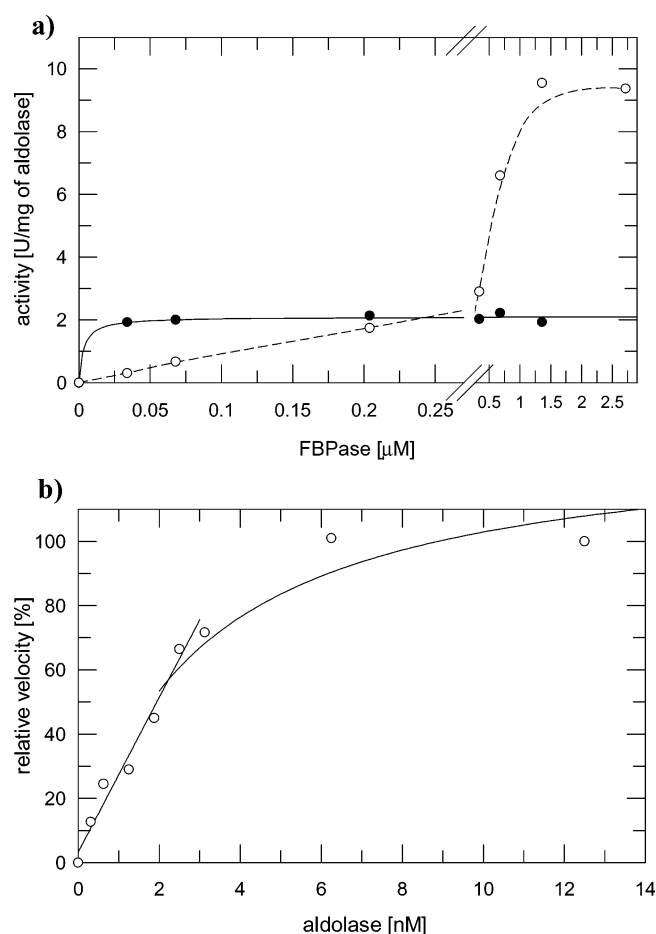 a)
activity [U/mg of aldolase]
10
8
6
4
2
0
0 0.05 0.1 0.15 0.2 0.25 0.5 1 1.5 2 2.5
FBPase [μM]
b)
relative velocity [%]
100
80
60
40
20
0
0 2 4 6 8 10 12 14
aldolase [nM]